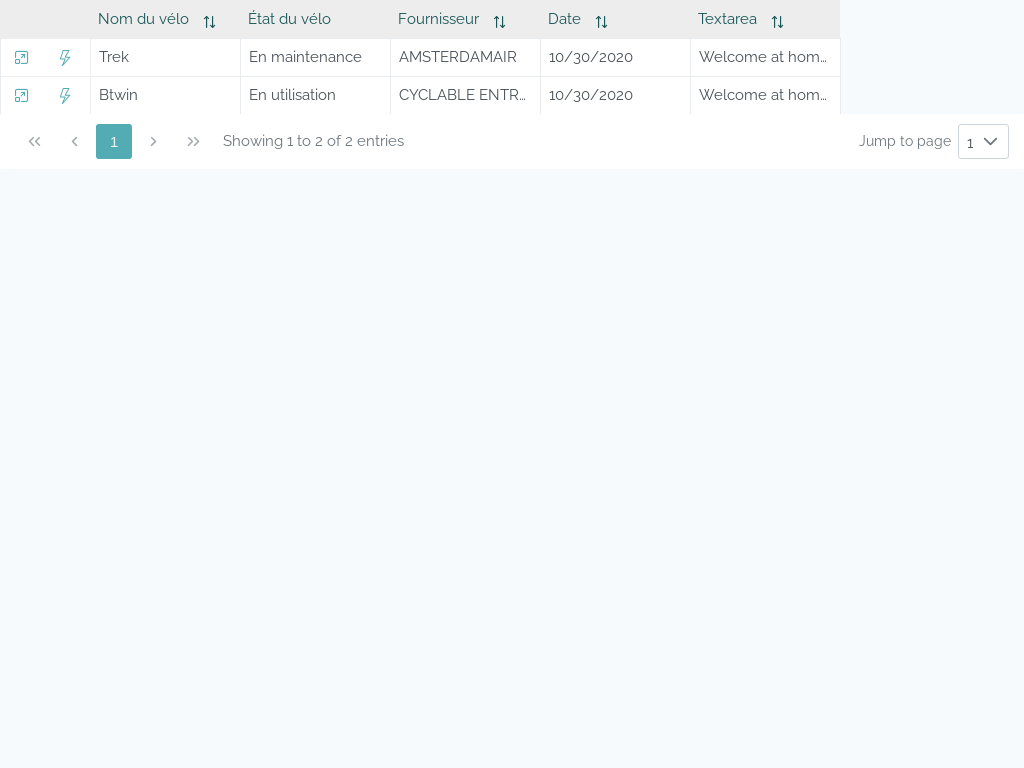 Nom du vélo État du vélo Fournisseur Date Textarea
Trek En maintenance AMSTERDAMAIR 10/30/2020 Welcome at hom…
Btwin En utilisation CYCLABLE ENTR… 10/30/2020 Welcome at hom…
1 Showing 1 to 2 of 2 entries Jump to page 1